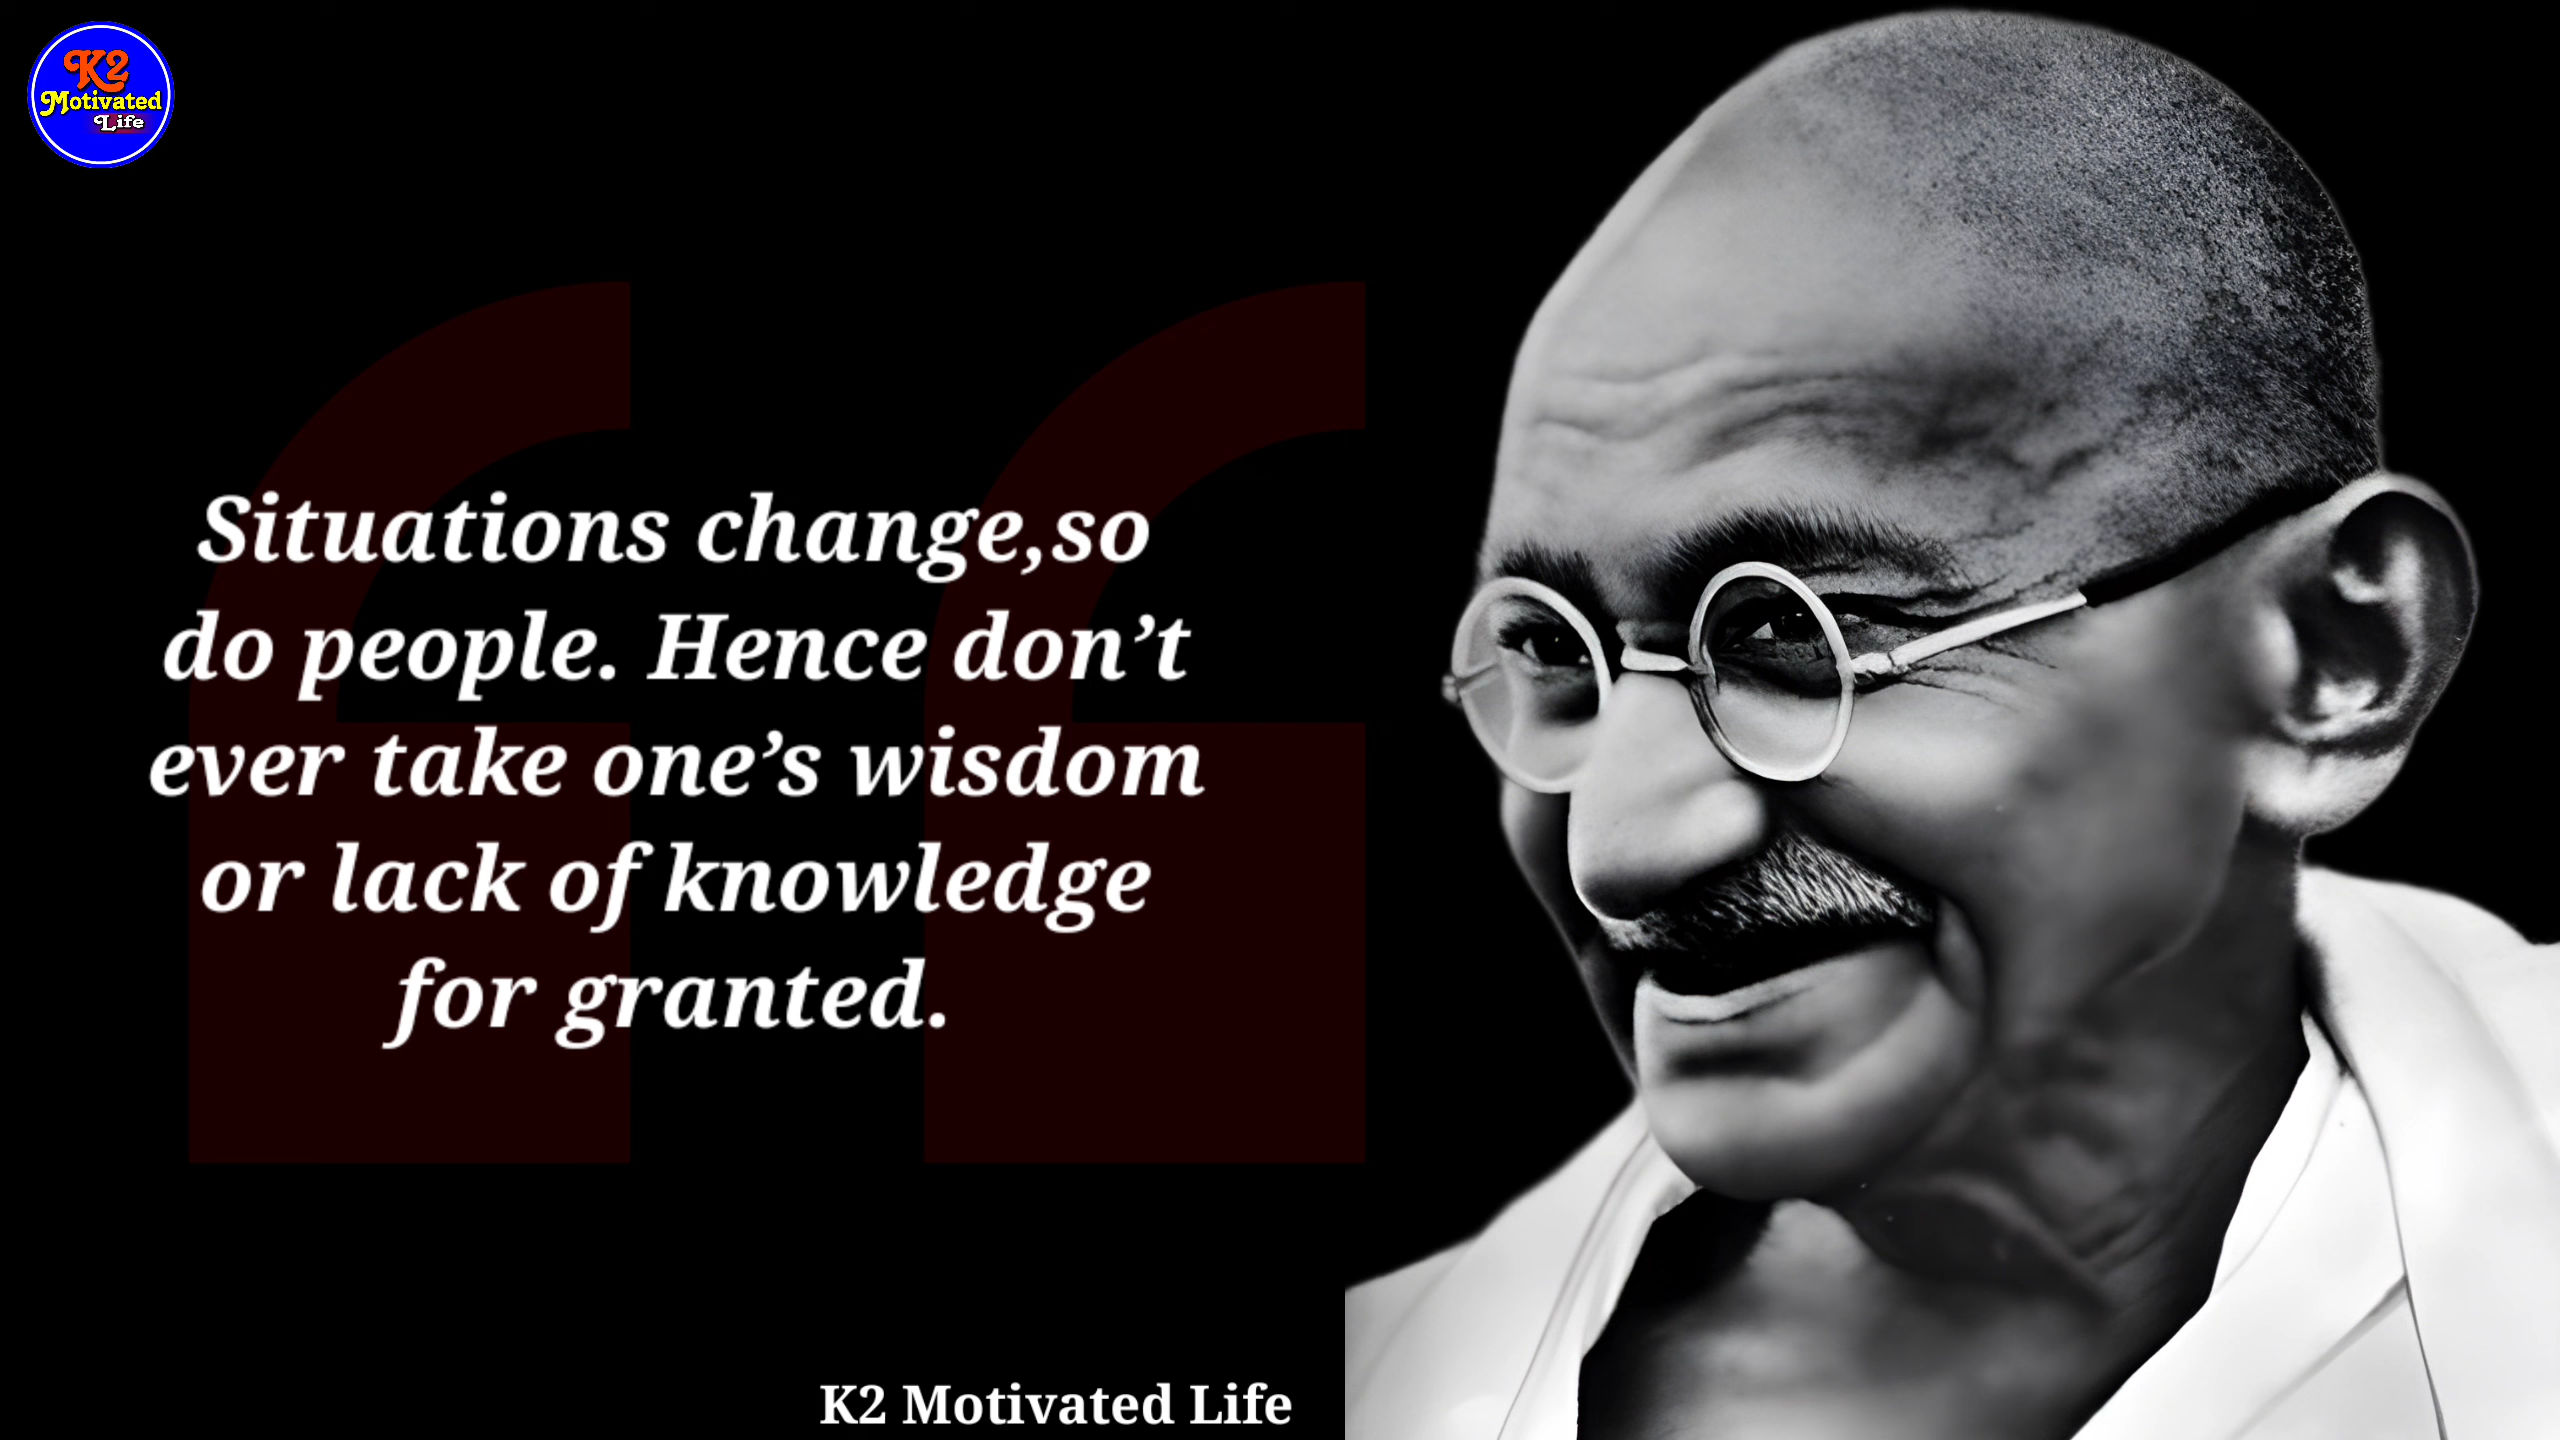 K2
Motivated
Life
Situations change,so
do people. Hence don’t
ever take one’s wisdom
or lack of knowledge
for granted.
K2 Motivated Life